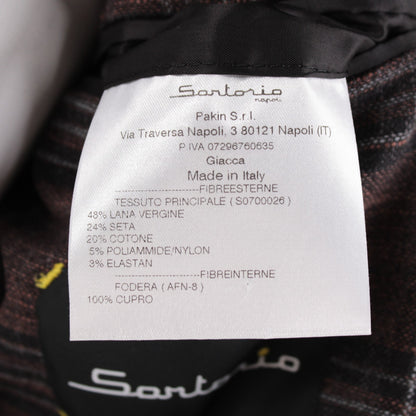 Sartorio
napoli
Pakin S.r.l.
Via Traversa Napoli, 3 80121 Napoli (IT)
P IVA 07296760635
Giacca
Made in Italy
------------------------FIBREESTERNE
TESSUTO PRINCIPALE ( S0700026 )
48% LANA VERGINE
24% SETA
20% COTONE
5% POLIAMMIDE/NYLON
3% ELASTAN
------------------------FIBREINTERNE
FODERA ( AFN-8 )
100% CUPRO
Sartorio